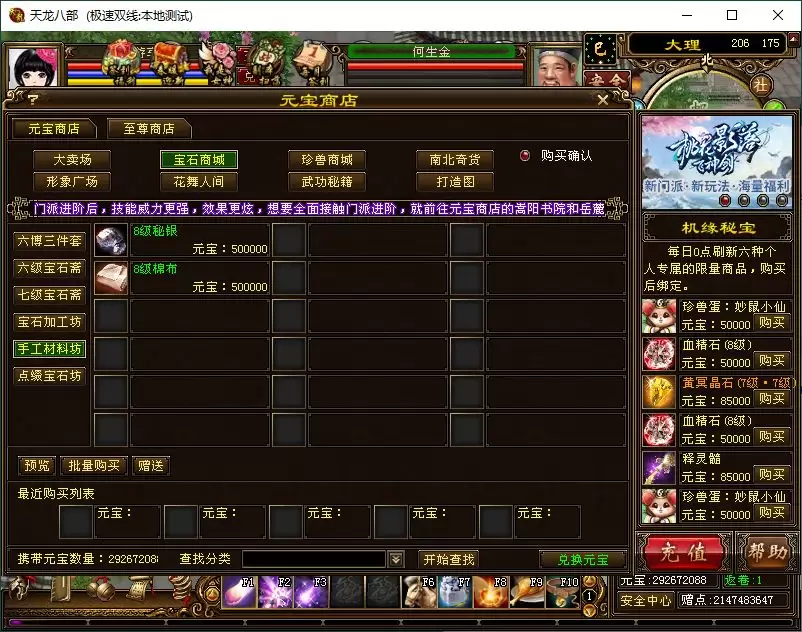 天龙八部 (极速双线:本地测试)
何生金
大理 206 175
北
安全
社
?
元宝商店
元宝商店 至尊商店
大卖场 宝石商城 珍兽商城 南北奇货 购买确认
形象广场 花舞人间 武功秘籍 打造图
门派进阶后，技能威力更强，效果更炫，想要全面接触门派进阶，就前往元宝商店的嵩阳书院和岳麓
六博三件套
六级宝石斋
七级宝石斋
宝石加工坊
手工材料坊
点缀宝石坊
8级秘银
元宝：500000
8级棉布
元宝：500000
预览 批量购买 赠送
最近购买列表
元宝： 元宝： 元宝： 元宝： 元宝：
携带元宝数量：29267208 查找分类 开始查找 兑换元宝
新门派·新玩法·海量福利
机缘秘宝
每日0点刷新六种个
人专属的限量商品，购买
后绑定。
珍兽蛋：妙鼠小仙
元宝：50000 购买
血精石（8级）
元宝：50000 购买
黄冥晶石（7级·7级）
元宝：85000 购买
血精石（8级）
元宝：50000 购买
释灵髓
元宝：85000 购买
珍兽蛋：妙鼠小仙
元宝：50000 购买
充值 帮助
元宝:292672088 返卷:1
安全中心 赠点:2147483647
F1 F2 F3 F6 F7 F8 F9 F10 1